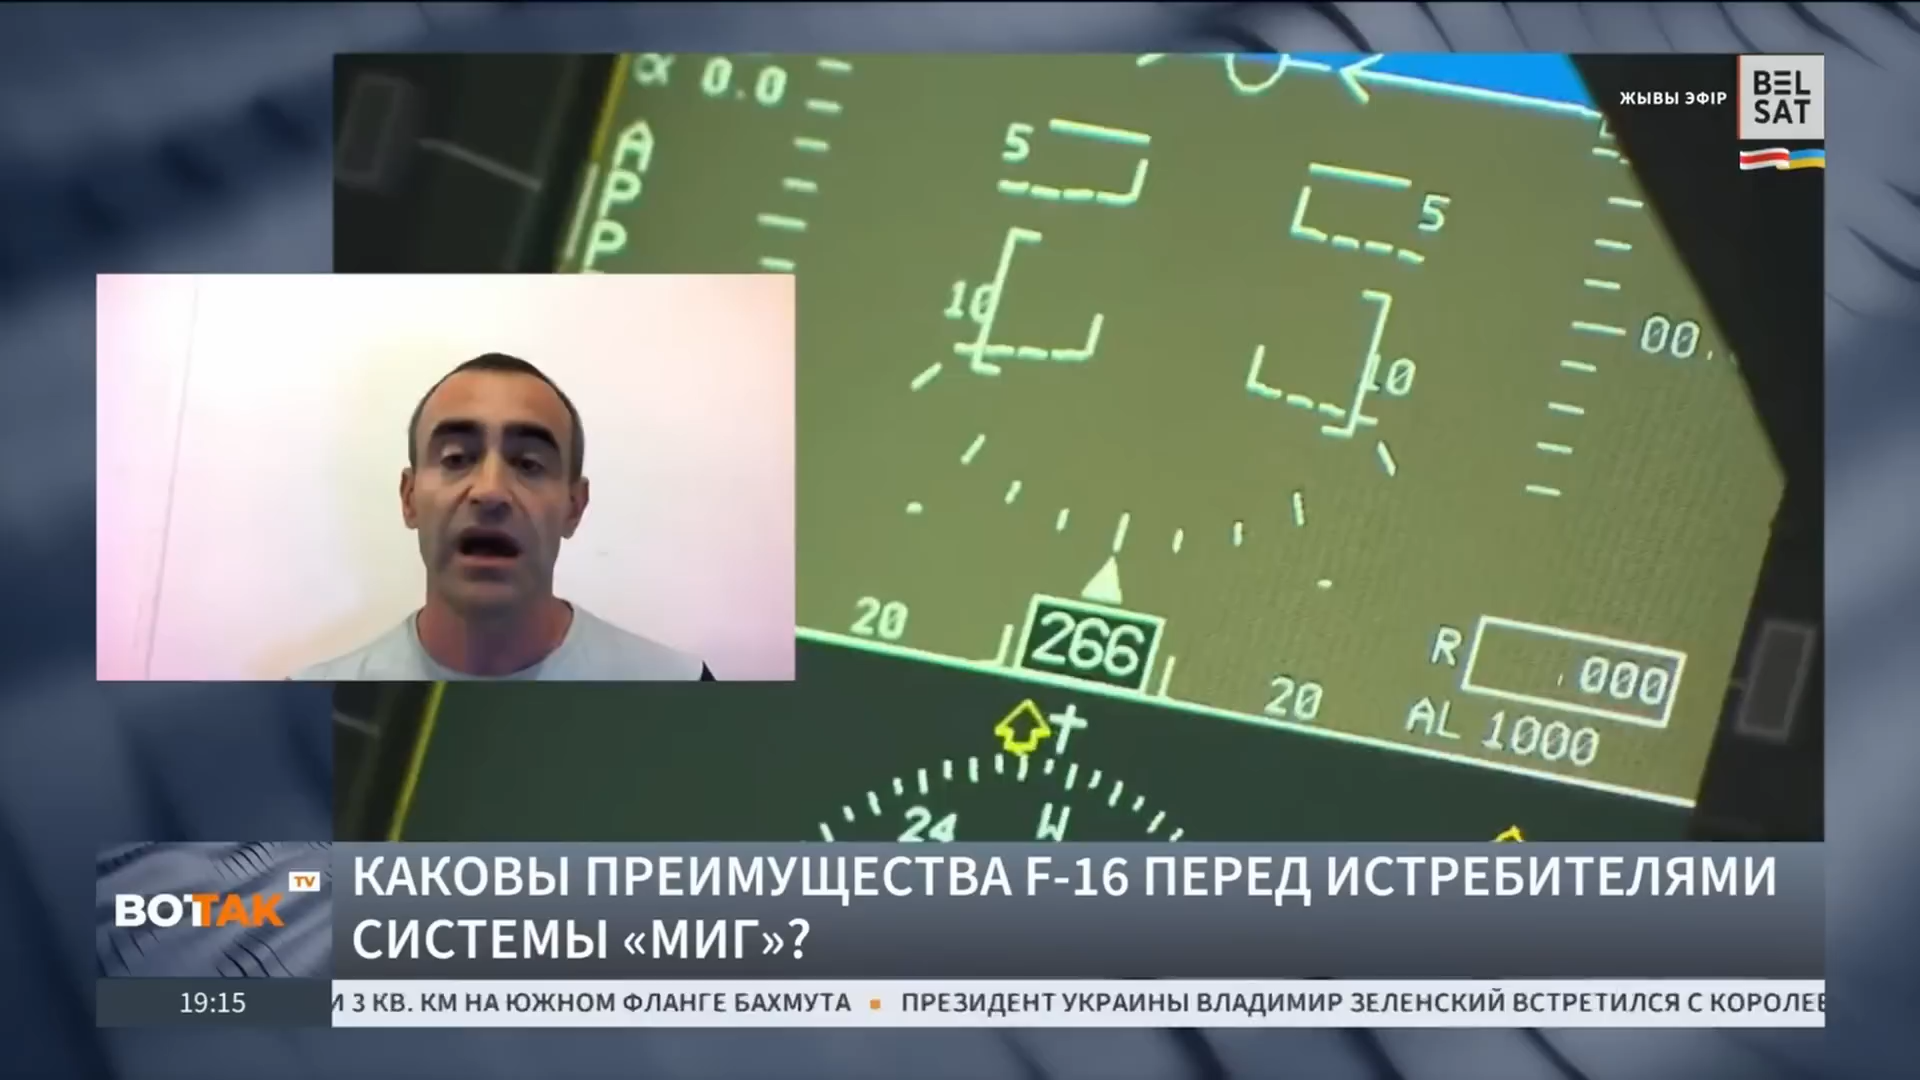 α 0.0
A
P
P
5
5
10
10
00.
ЖЫВЫ ЭФІР
BEL
SAT
20
266
20
R 000
AL 1000
24
W
ВОТТАК
TV
КАКОВЫ ПРЕИМУЩЕСТВА F-16 ПЕРЕД ИСТРЕБИТЕЛЯМИ
СИСТЕМЫ «МИГ»?
19:15
И 3 КВ. КМ НА ЮЖНОМ ФЛАНГЕ БАХМУТА ▪ ПРЕЗИДЕНТ УКРАИНЫ ВЛАДИМИР ЗЕЛЕНСКИЙ ВСТРЕТИЛСЯ С КОРОЛЕВ